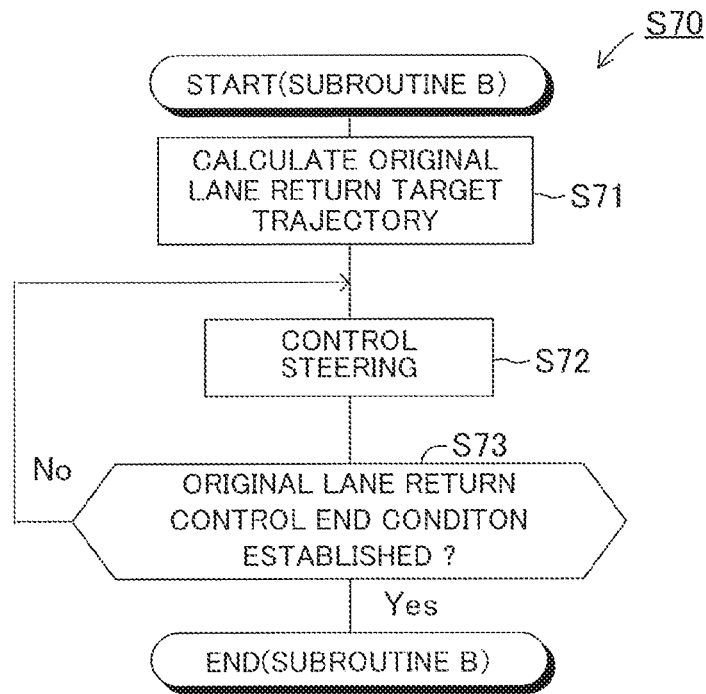 S70
START(SUBROUTINE B)
CALCULATE ORIGINAL
LANE RETURN TARGET
TRAJECTORY
S71
CONTROL
STEERING
S72
S73
No
ORIGINAL LANE RETURN
CONTROL END CONDITON
ESTABLISHED ?
Yes
END(SUBROUTINE B)